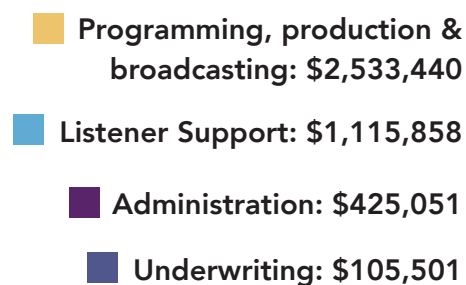 Programming, production &
broadcasting: $2,533,440
Listener Support: $1,115,858
Administration: $425,051
Underwriting: $105,501